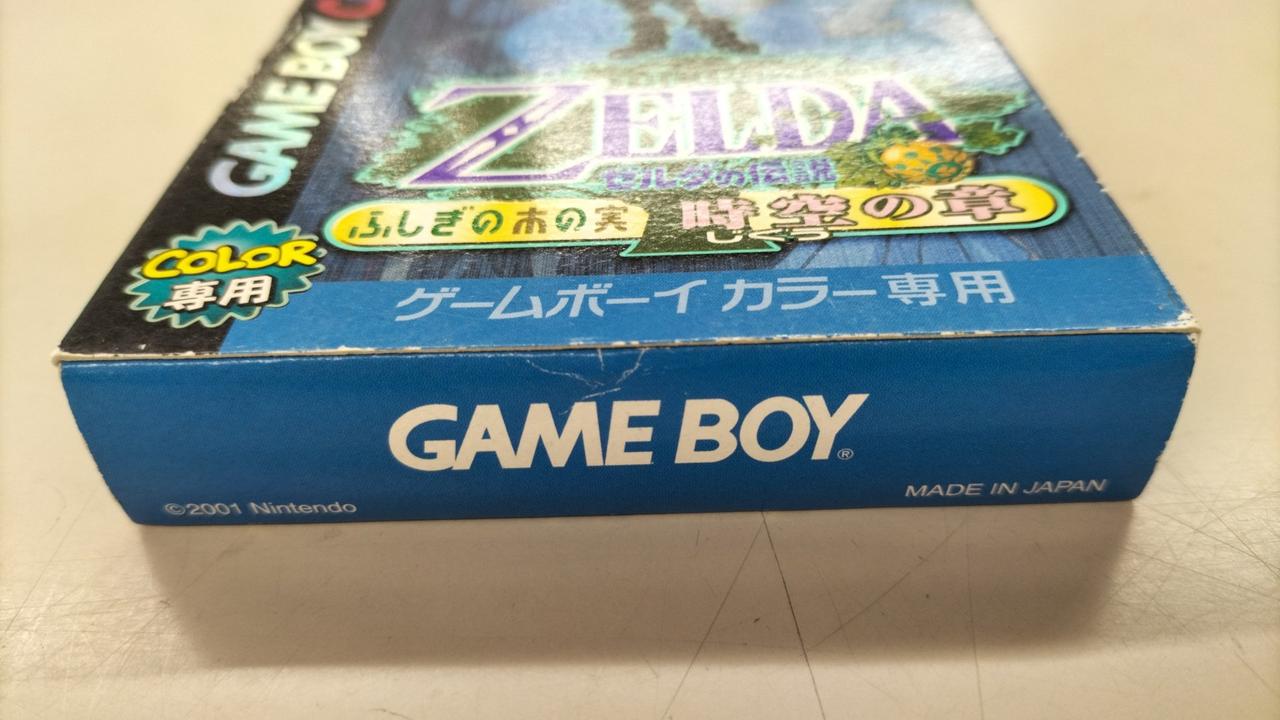 GAME BOY C
ZELDA
ゼルダの伝説
ふしぎの木の実
時空の章
じくう
COLOR
専用
ゲームボーイ カラー専用
GAME BOY®
©2001 Nintendo
MADE IN JAPAN